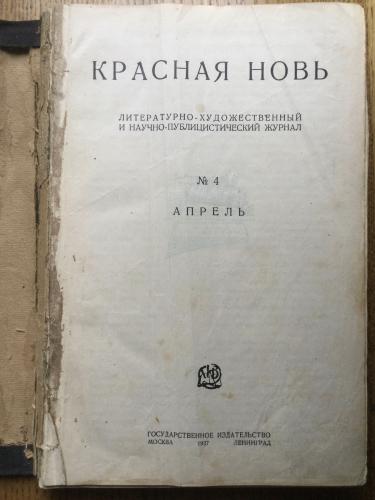 КРАСНАЯ НОВЬ
ЛИТЕРАТУРНО-ХУДОЖЕСТВЕННЫЙ
И НАУЧНО-ПУБЛИЦИСТИЧЕСКИЙ ЖУРНАЛ
№ 4
АПРЕЛЬ
ГОСУДАРСТВЕННОЕ ИЗДАТЕЛЬСТВО
МОСКВА 1927 ЛЕНИНГРАД